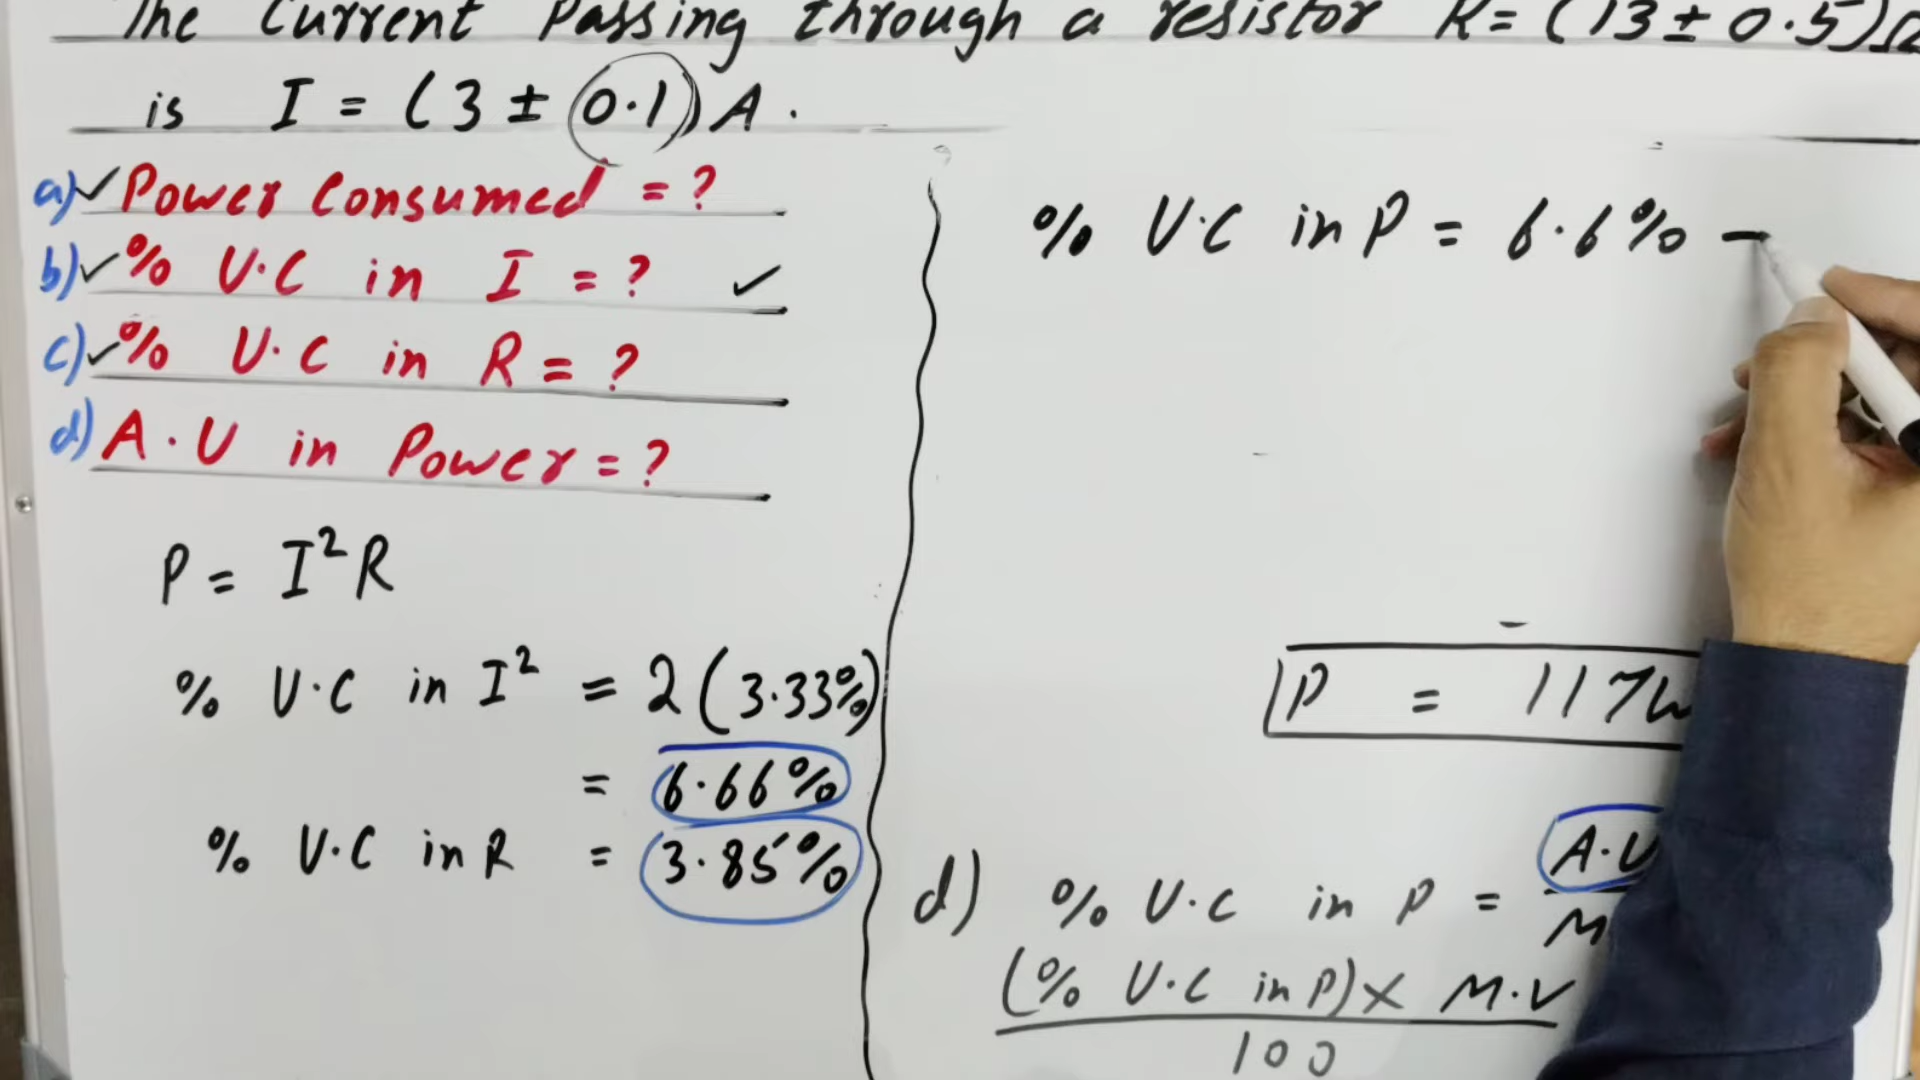 The Current Passing through a resistor R = (13 ± 0.5)Ω
is I = (3 ± 0.1) A.
a) ✓ Power Consumed = ?
b) ✓ % U.C in I = ? ✓
c) ✓ % U.C in R = ?
d) A.U in Power = ?
P = I²R
% U.C in I² = 2 (3.33%)
= 6.66%
% U.C in R = 3.85%
% U.C in P = 6.6%
P = 117W
d) % U.C in P = A.U / M
(% U.C in P) × M.V
100